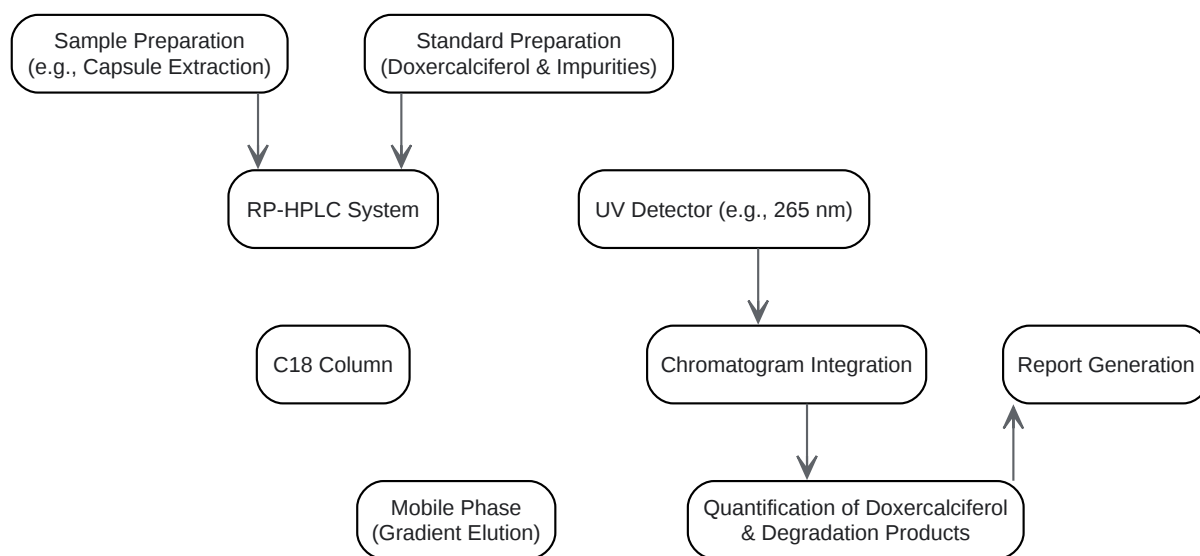 Sample Preparation
(e.g., Capsule Extraction)
Standard Preparation
(Doxercalciferol & Impurities)
RP-HPLC System
UV Detector (e.g., 265 nm)
C18 Column
Chromatogram Integration
Report Generation
Mobile Phase
(Gradient Elution)
Quantification of Doxercalciferol
& Degradation Products